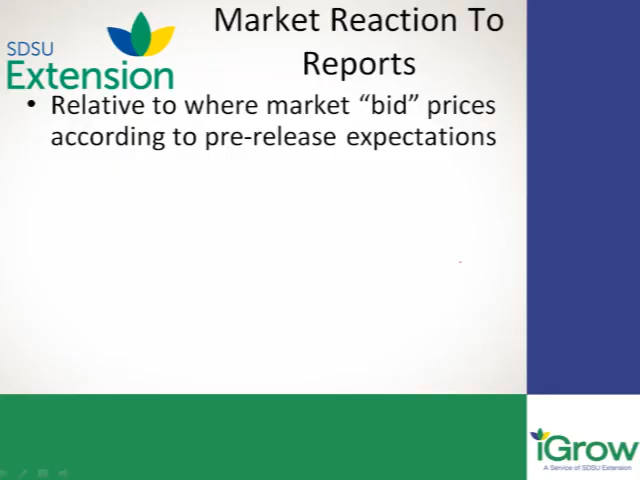 Market Reaction To
Reports
SDSU
Extension
• Relative to where market “bid” prices
according to pre-release expectations
iGrow
A Service of SDSU Extension